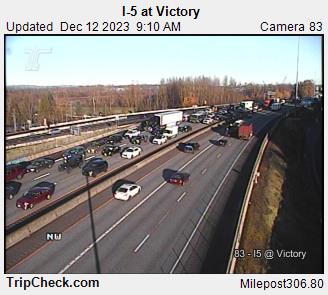 I-5 at Victory
Updated Dec 12 2023 9:10 AM Camera 83
NW
83 - I5 @ Victory
TripCheck.com Milepost306.80